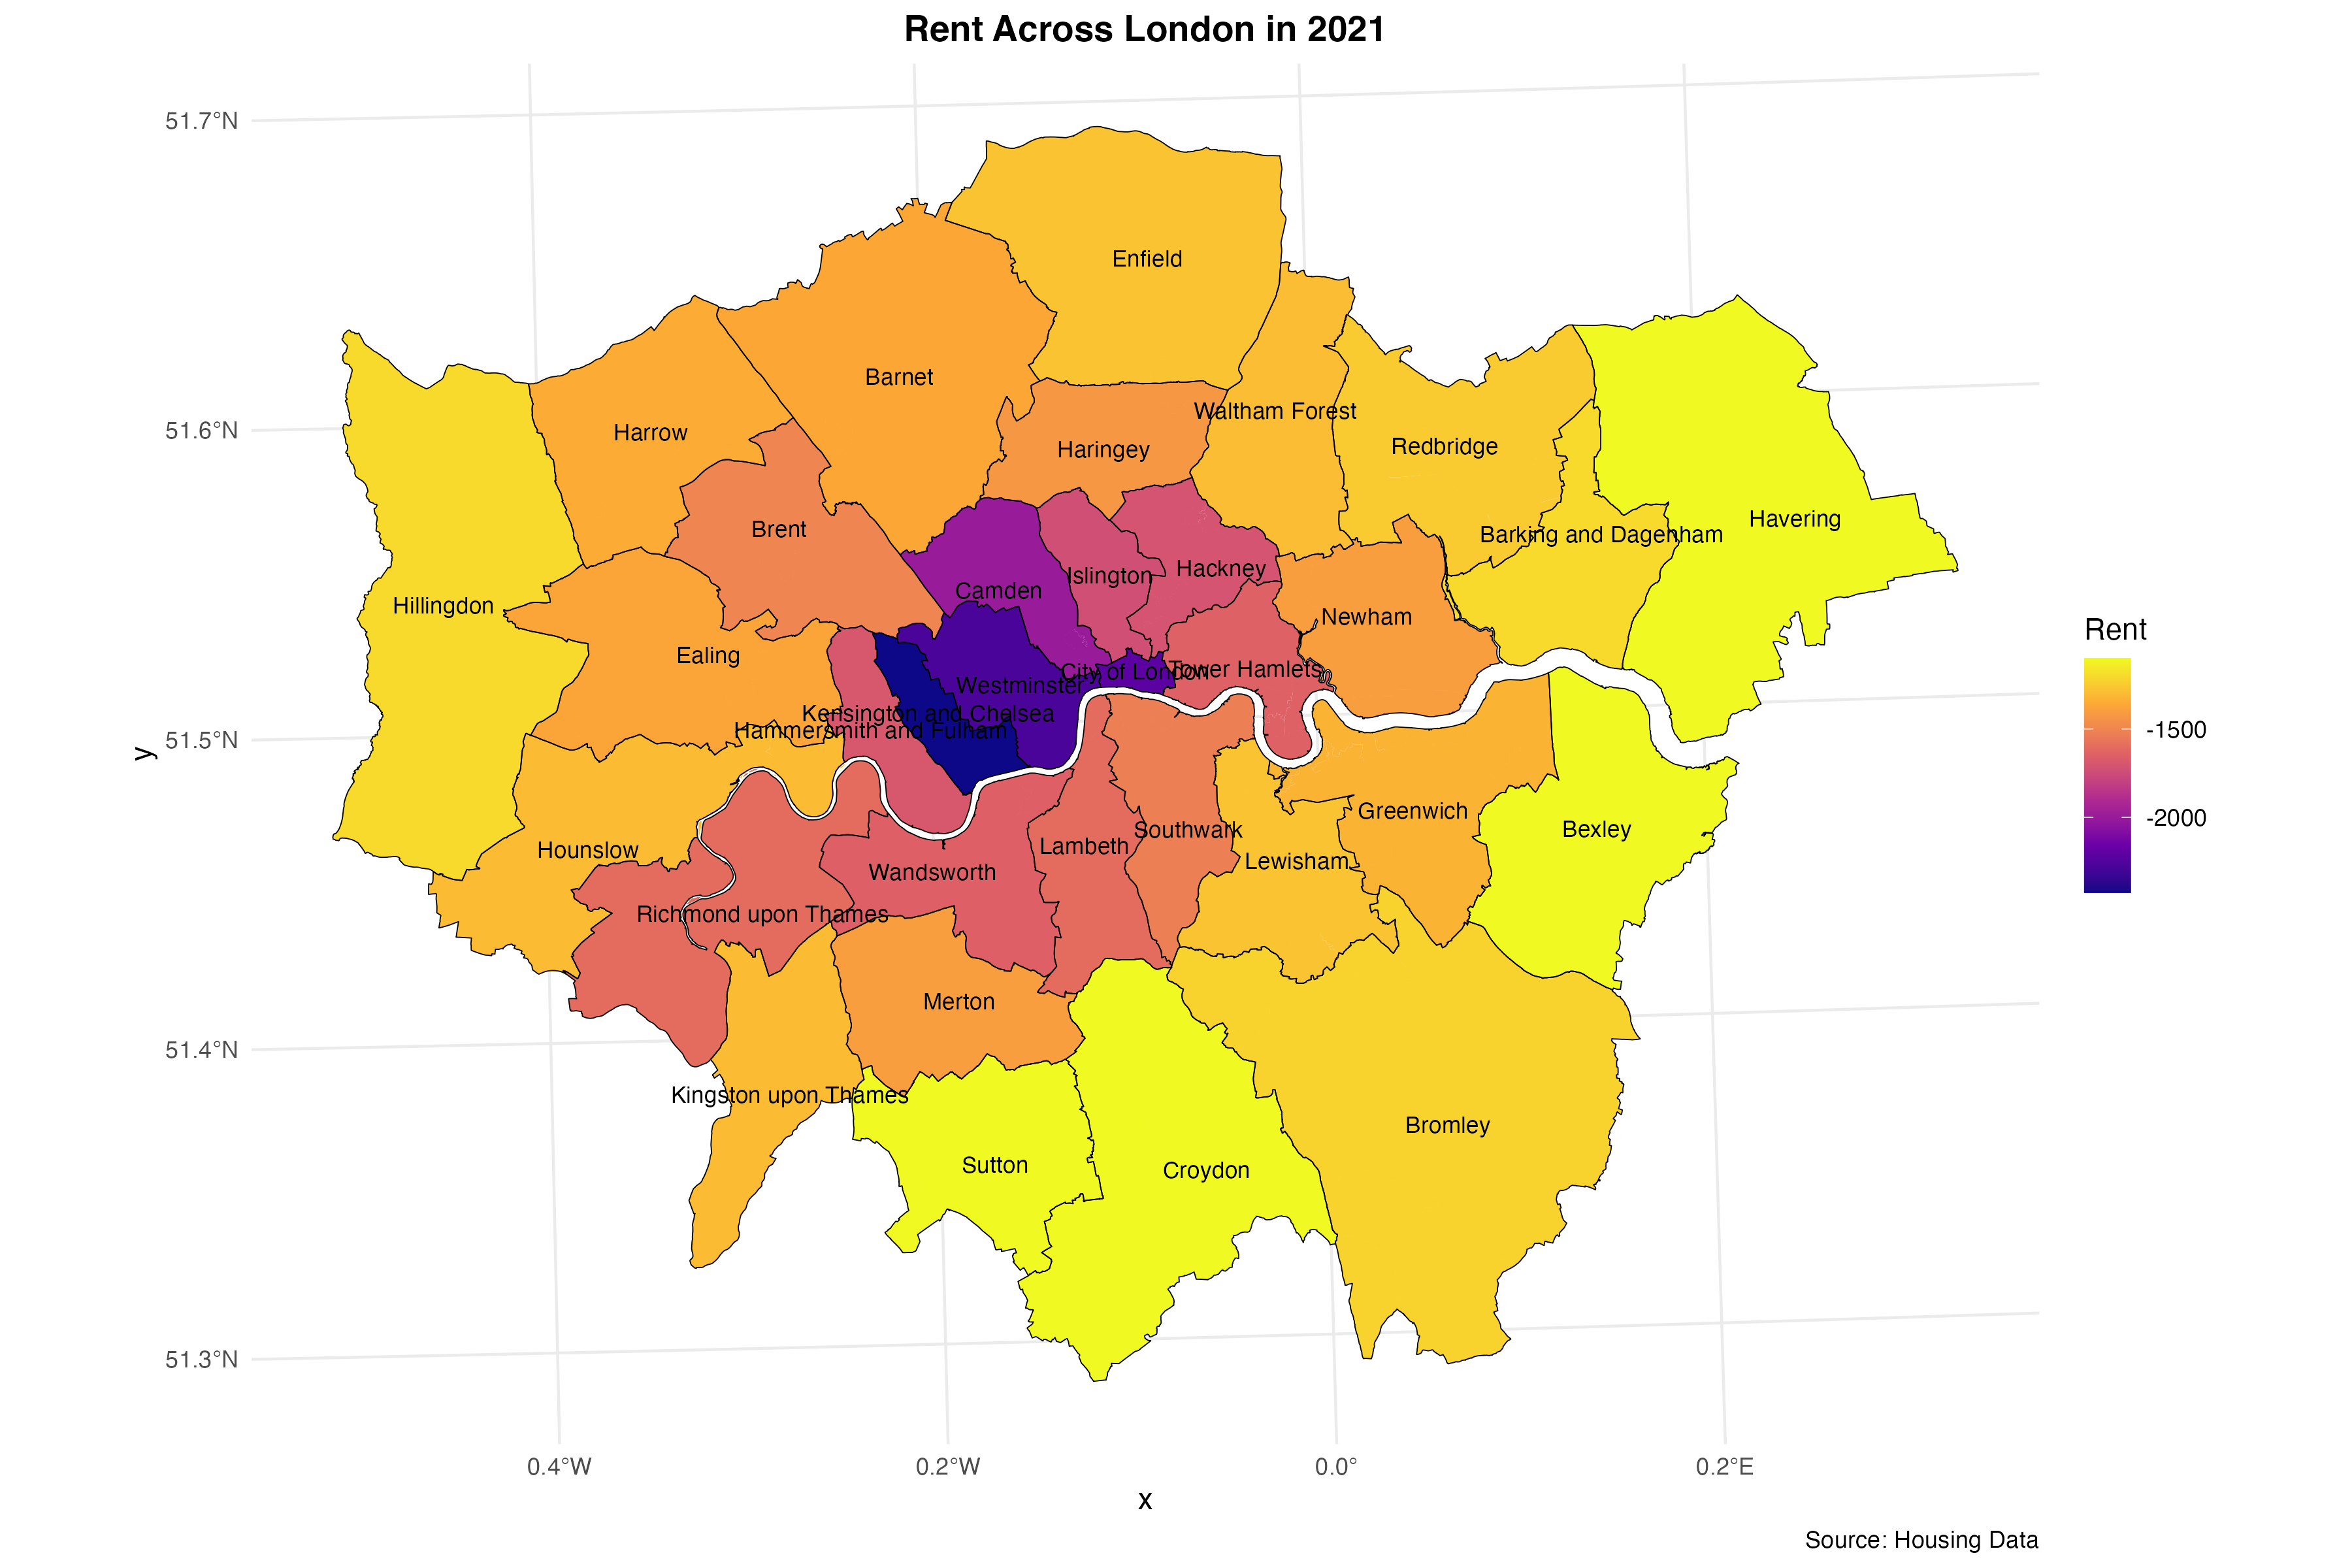 Rent Across London in 2021
51.7°N
51.6°N
51.5°N
51.4°N
51.3°N
y
Enfield
Barnet
Waltham Forest
Harrow
Redbridge
Haringey
Havering
Brent
Barking and Dagenham
Hackney
Islington
Camden
Hillingdon
Newham
Ealing
Tower Hamlets
City of London
Westminster
Kensington and Chelsea
Hammersmith and Fulham
Greenwich
Bexley
Southwark
Lambeth
Hounslow
Lewisham
Wandsworth
Richmond upon Thames
Merton
Kingston upon Thames
Bromley
Sutton
Croydon
0.4°W
0.2°W
0.0°
0.2°E
x
Rent
-1500
-2000
Source: Housing Data